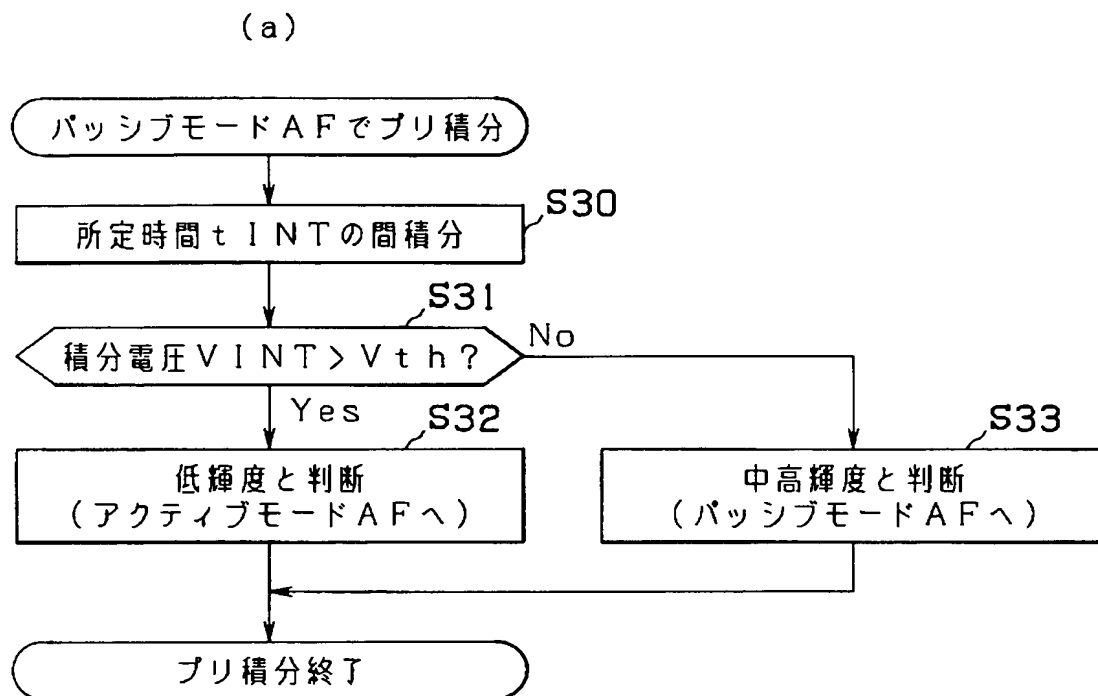 (a)
パッシブモードAFでプリ積分
S30
所定時間tINTの間積分
S31
積分電圧VINT>Vth?
No
Yes
S32
低輝度と判断
(アクティブモードAFへ)
S33
中高輝度と判断
(パッシブモードAFへ)
プリ積分終了